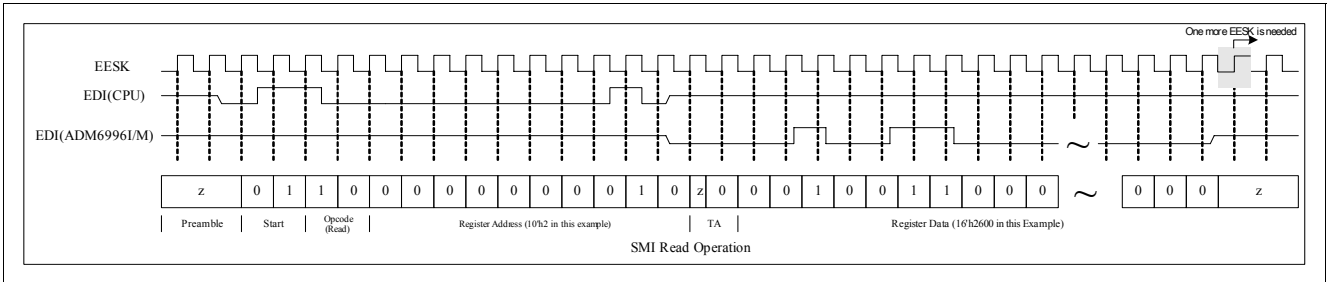 One more EESK is needed
EESK
EDI(CPU)
EDI(ADM6996I/M)
~
z 0 1 1 0 0 0 0 0 0 0 0 0 1 0 z 0 0 0 1 0 0 1 1 0 0 0 ~ 0 0 0 z
Preamble Start Opcode (Read) Register Address (10'h2 in this example) TA Register Data (16'h2600 in this Example)
SMI Read Operation